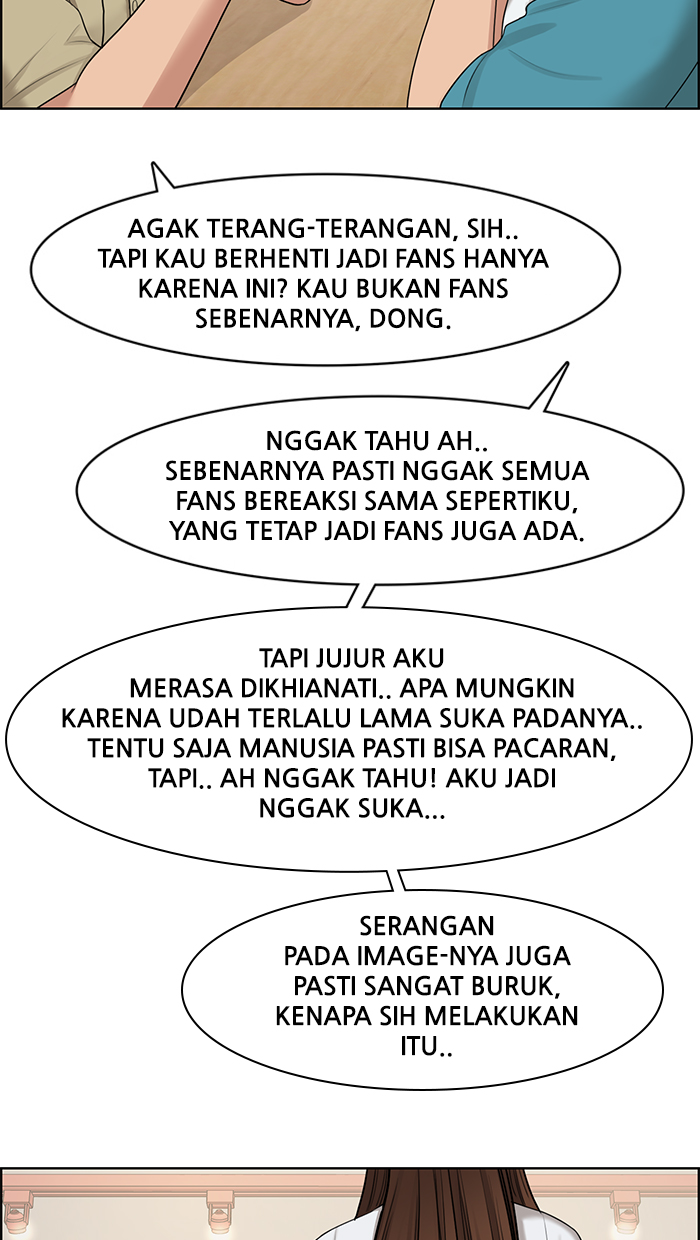 AGAK TERANG-TERANGAN, SIH..
TAPI KAU BERHENTI JADI FANS HANYA
KARENA INI? KAU BUKAN FANS
SEBENARNYA, DONG.
NGGAK TAHU AH..
SEBENARNYA PASTI NGGAK SEMUA
FANS BEREAKSI SAMA SEPERTIKU,
YANG TETAP JADI FANS JUGA ADA.
TAPI JUJUR AKU
MERASA DIKHIANATI.. APA MUNGKIN
KARENA UDAH TERLALU LAMA SUKA PADANYA..
TENTU SAJA MANUSIA PASTI BISA PACARAN,
TAPI.. AH NGGAK TAHU! AKU JADI
NGGAK SUKA...
SERANGAN
PADA IMAGE-NYA JUGA
PASTI SANGAT BURUK,
KENAPA SIH MELAKUKAN
ITU..